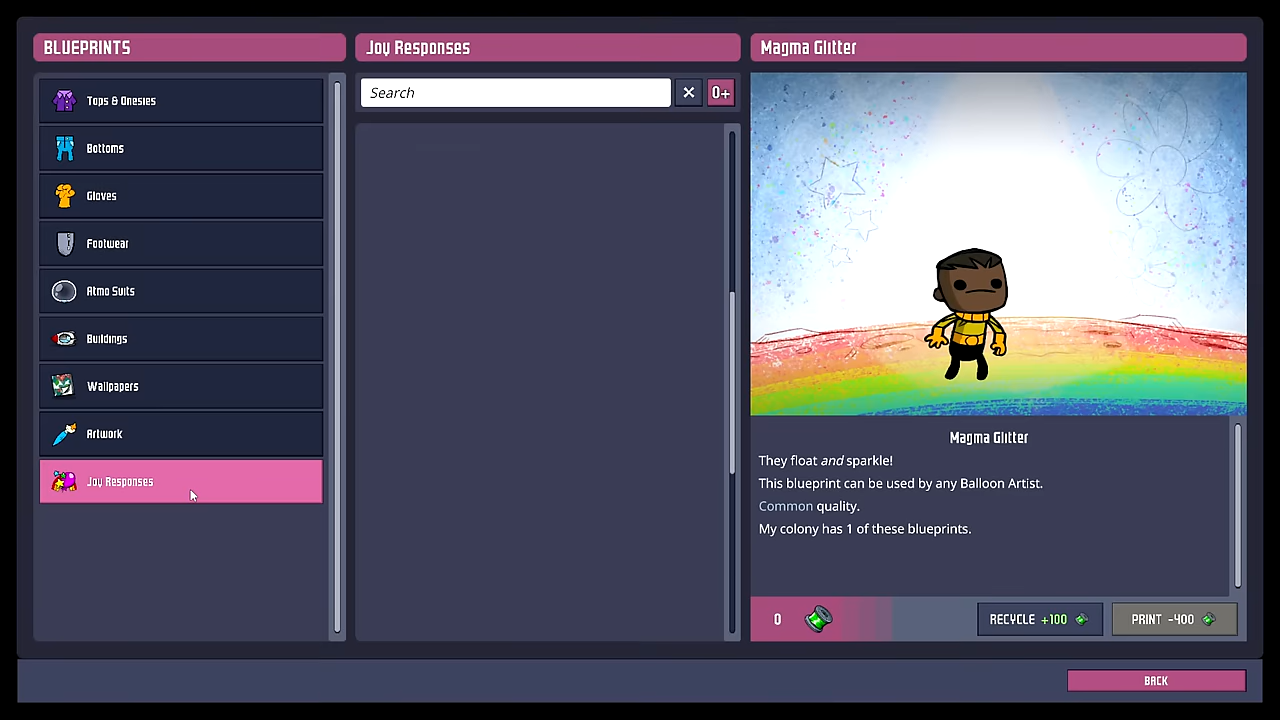 BLUEPRINTS
Tops & Onesies
Bottoms
Gloves
Footwear
Atmo Suits
Buildings
Wallpapers
Artwork
Joy Responses
Joy Responses
Search
0+
Magma Glitter
Magma Glitter
They float and sparkle!
This blueprint can be used by any Balloon Artist.
Common quality.
My colony has 1 of these blueprints.
0
RECYCLE +100
PRINT -400
BACK